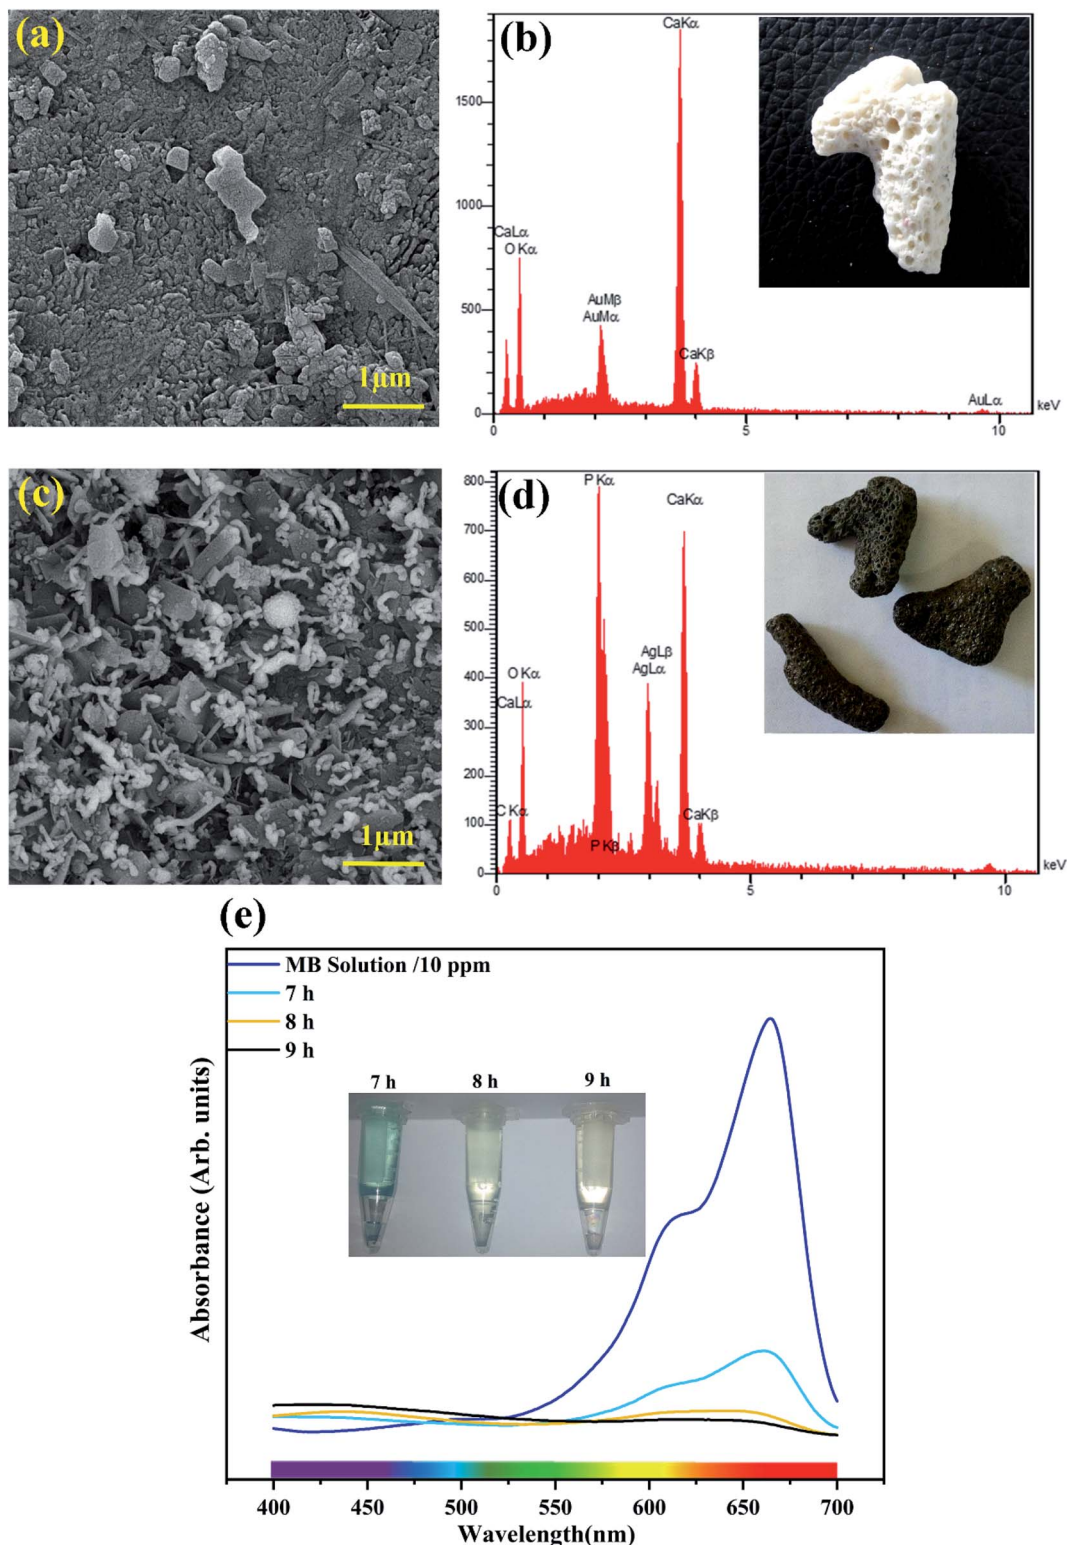 (a)
1μm
(b)
CaKα
1500
1000
CaLα
O Kα
AuMβ
AuMα
500
CaKβ
AuLα
0
0
5
10
keV
(c)
1μm
(d)
800
P Kα
CaKα
700
600
500
AgLβ
AgLα
O Kα
400
CaLα
300
200
C Kα
CaKβ
100
P Kβ
0
0
5
10
keV
(e)
MB Solution /10 ppm
7 h
8 h
9 h
7 h 8 h 9 h
Absorbance (Arb. units)
400 450 500 550 600 650 700
Wavelength(nm)